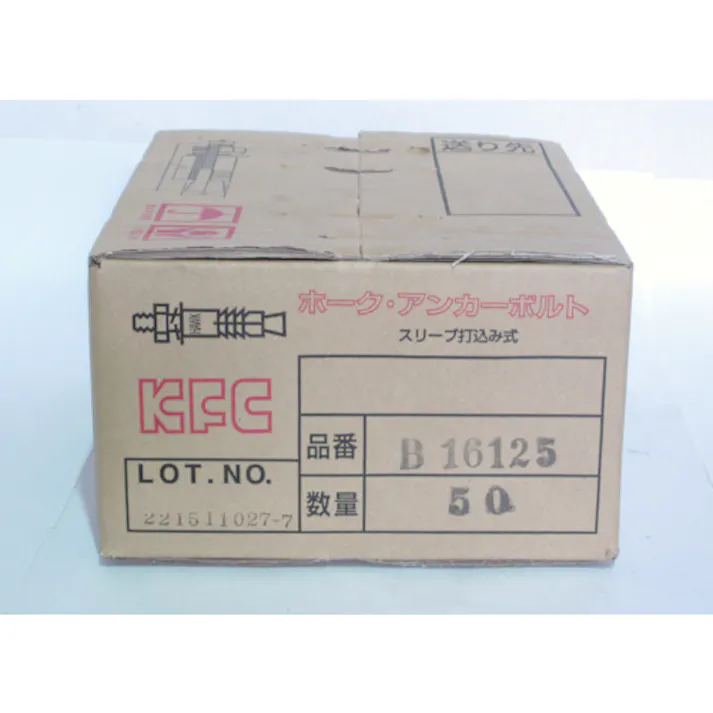 送り先
ホーク・アンカーボルト
スリーブ打込み式
HAWK
KFC
品番 B 16125
LOT.NO.
221511027-7
数量 50